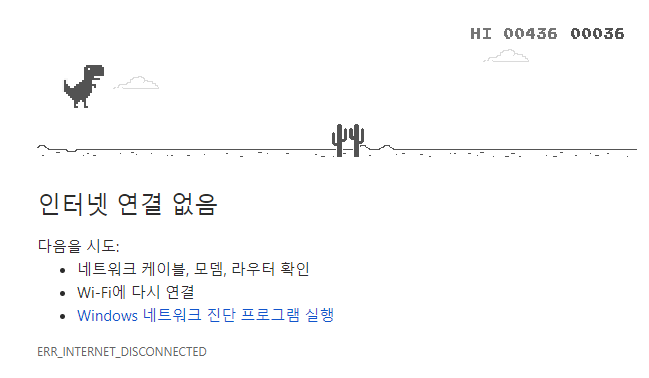 HI 00436 00036
인터넷 연결 없음
다음을 시도:
네트워크 케이블, 모뎀, 라우터 확인
Wi-Fi에 다시 연결
Windows 네트워크 진단 프로그램 실행
ERR_INTERNET_DISCONNECTED